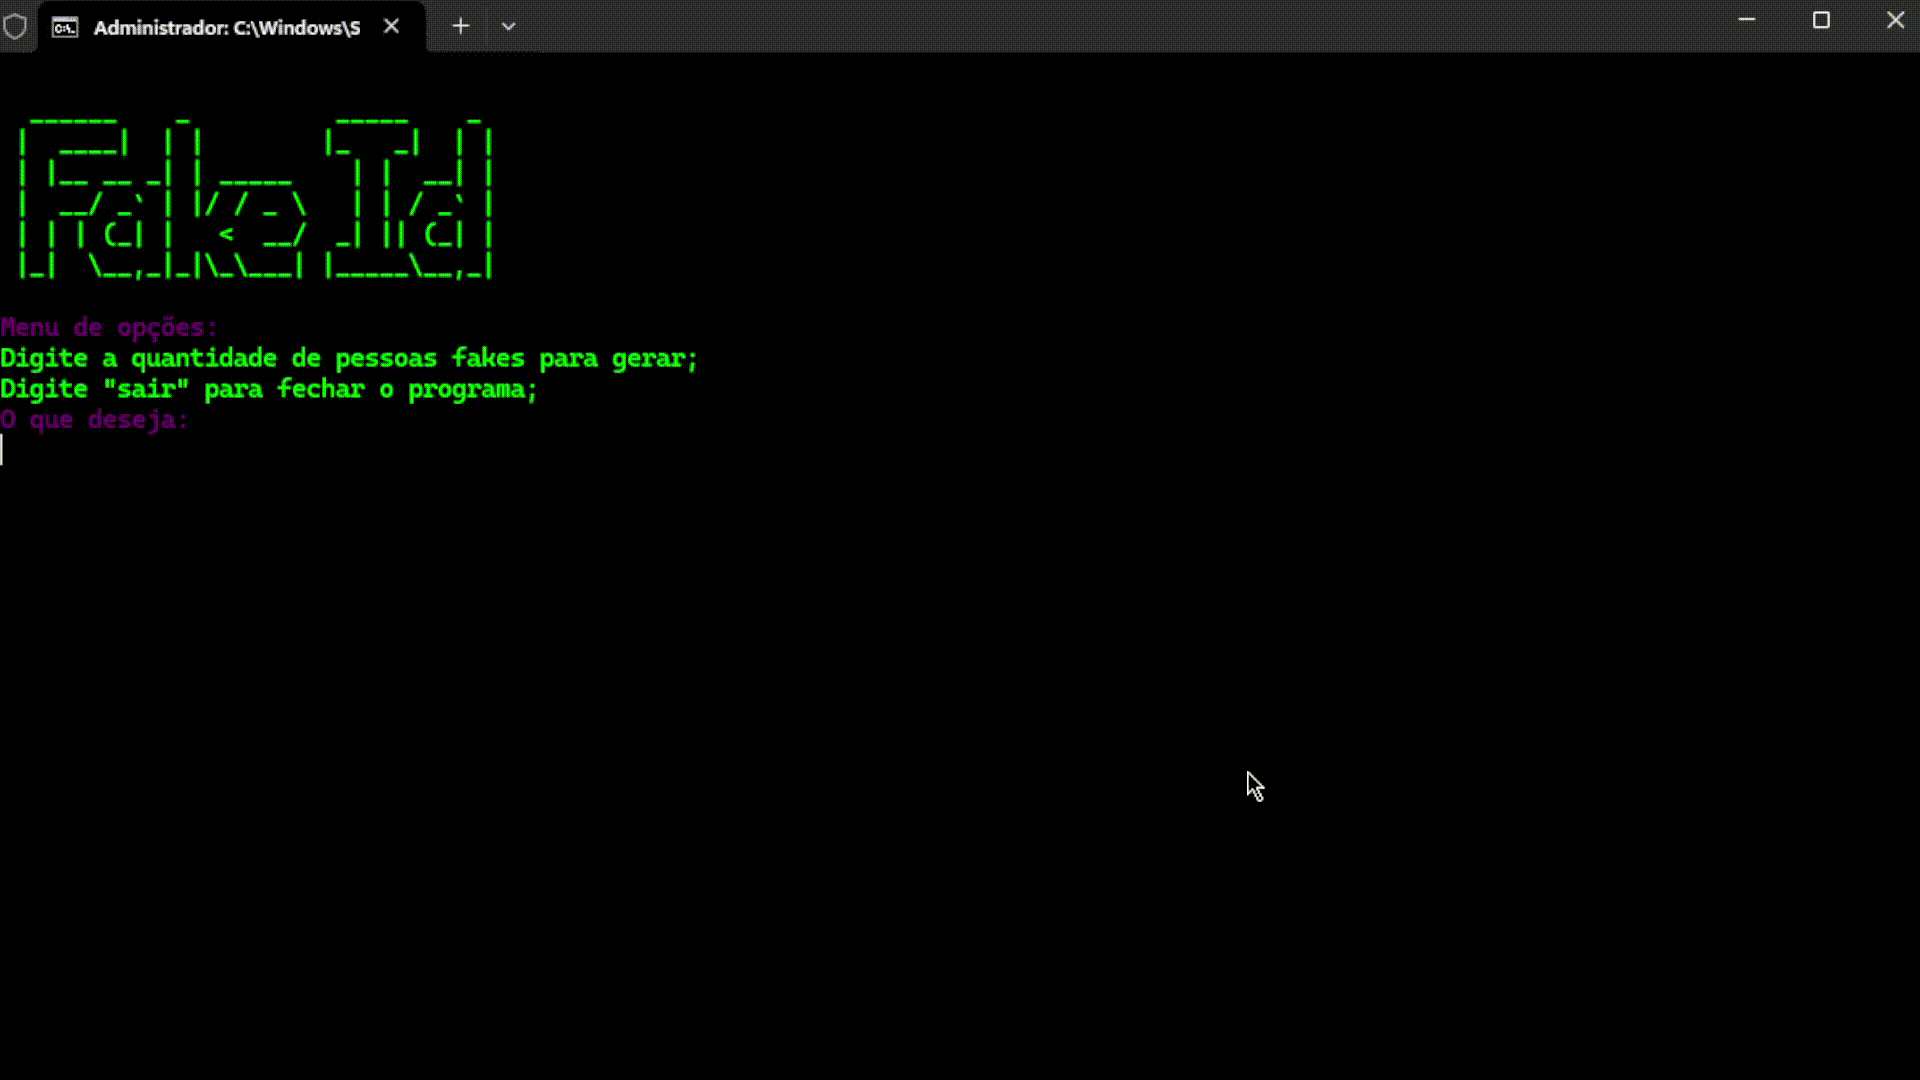 Administrador: C:\Windows\S
Fake Id
Menu de opções:
Digite a quantidade de pessoas fakes para gerar;
Digite "sair" para fechar o programa;
O que deseja: